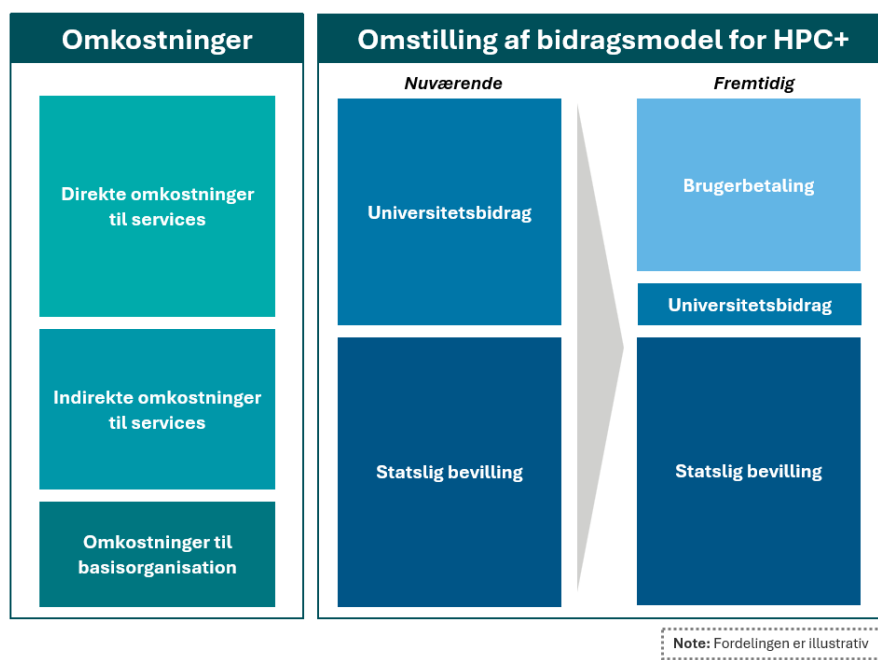 Omkostninger
Direkte omkostninger
til services
Indirekte omkostninger
til services
Omkostninger til
basisorganisation
Omstilling af bidragsmodel for HPC+
Nuværende
Fremtidig
Universitetsbidrag
Statslig bevilling
Brugerbetaling
Universitetsbidrag
Statslig bevilling
Note: Fordelingen er illustrativ